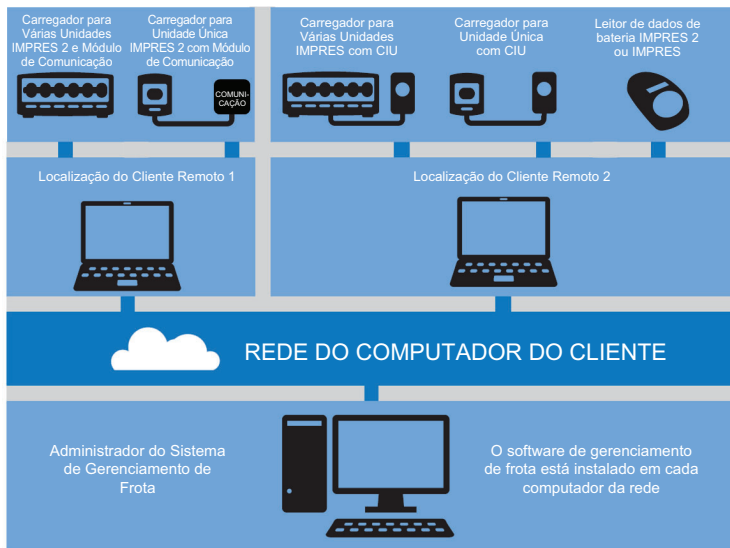 Carregador para
Várias Unidades
IMPRES 2 e Módulo
de Comunicação
Carregador para
Unidade Única
IMPRES 2 com Módulo
de Comunicação
COMUNI-
CAÇÃO
Carregador para
Várias Unidades
IMPRES com CIU
Carregador para
Unidade Única
com CIU
Leitor de dados de
bateria IMPRES 2
ou IMPRES
Localização do Cliente Remoto 1
Localização do Cliente Remoto 2
REDE DO COMPUTADOR DO CLIENTE
Administrador do Sistema
de Gerenciamento de
Frota
O software de gerenciamento
de frota está instalado em cada
computador da rede